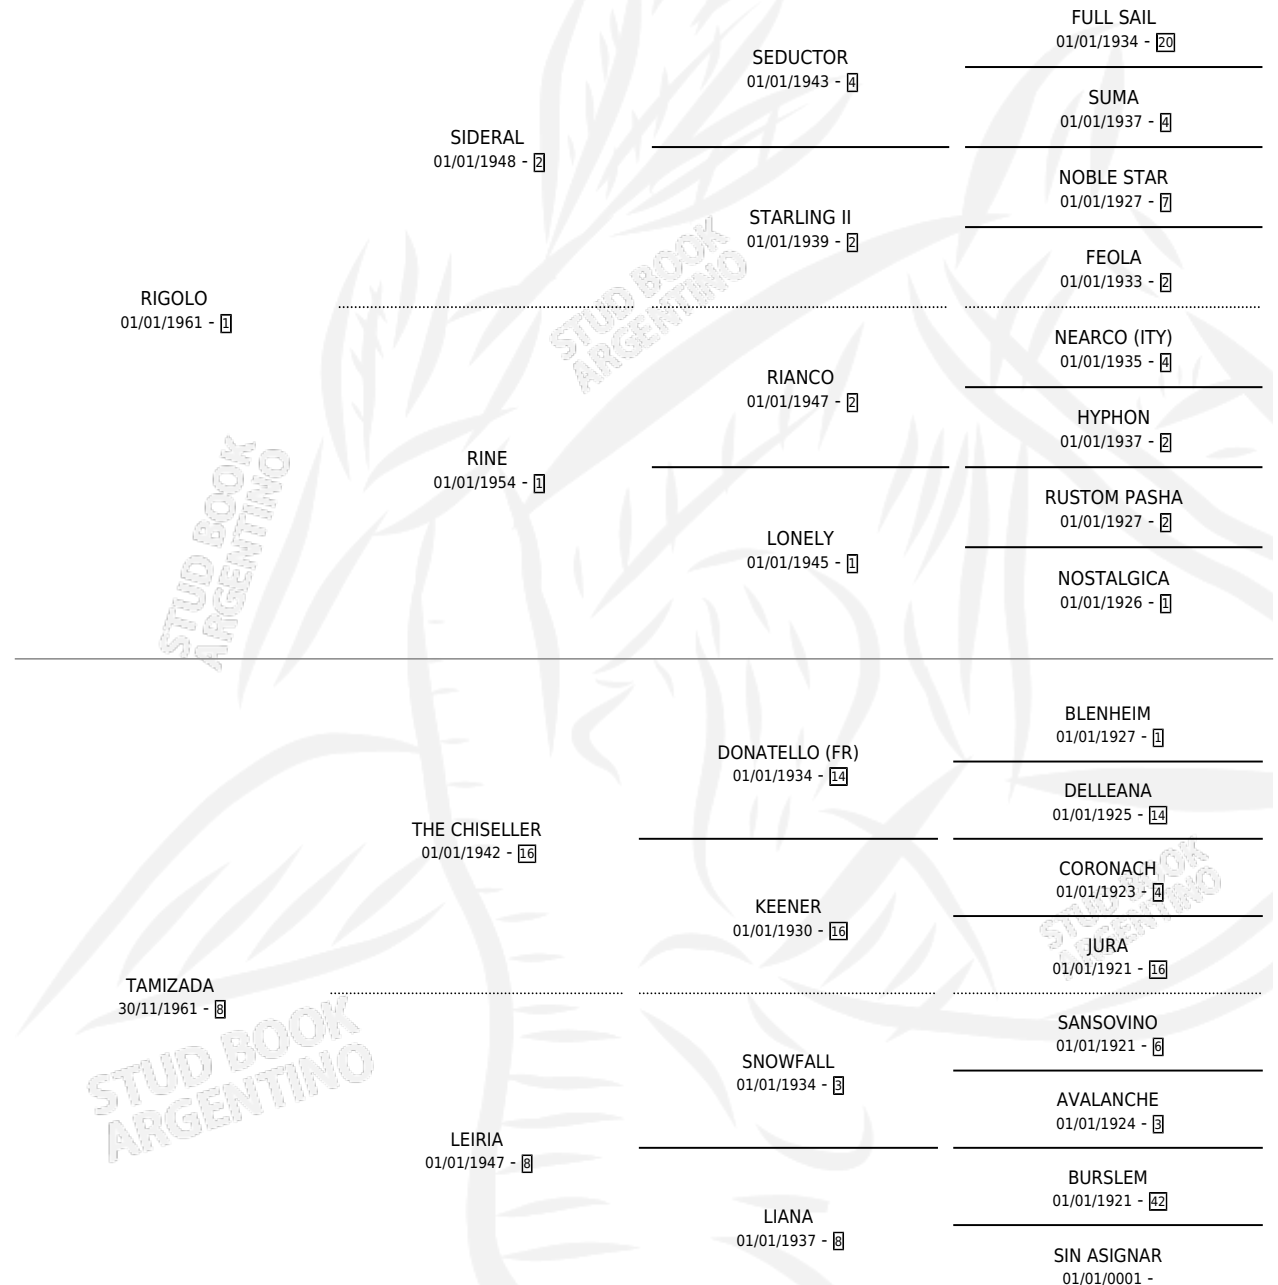 FULL SAIL
01/01/1934 - 20
SEDUCTOR
01/01/1943 - 4
SUMA
01/01/1937 - 4
SIDERAL
01/01/1948 - 2
NOBLE STAR
01/01/1927 - 7
STARLING II
01/01/1939 - 2
FEOLA
01/01/1933 - 2
RIGOLO
01/01/1961 - 1
NEARCO (ITY)
01/01/1935 - 4
RIANCO
01/01/1947 - 2
HYPHON
01/01/1937 - 2
RINE
01/01/1954 - 1
RUSTOM PASHA
01/01/1927 - 2
LONELY
01/01/1945 - 1
NOSTALGICA
01/01/1926 - 1
BLENHEIM
01/01/1927 - 1
DONATELLO (FR)
01/01/1934 - 14
DELLEANA
01/01/1925 - 14
THE CHISELLER
01/01/1942 - 16
CORONACH
01/01/1923 - 4
KEENER
01/01/1930 - 16
JURA
01/01/1921 - 16
TAMIZADA
30/11/1961 - 8
SANSOVINO
01/01/1921 - 6
SNOWFALL
01/01/1934 - 3
AVALANCHE
01/01/1924 - 3
LEIRIA
01/01/1947 - 8
BURSLEM
01/01/1921 - 42
LIANA
01/01/1937 - 8
SIN ASIGNAR
01/01/0001 -
STUD BOOK
ARGENTINO
STUD BOOK
ARGENTINO
STUD BOOK
ARGENTINO
STUD BOOK
ARGENTINO